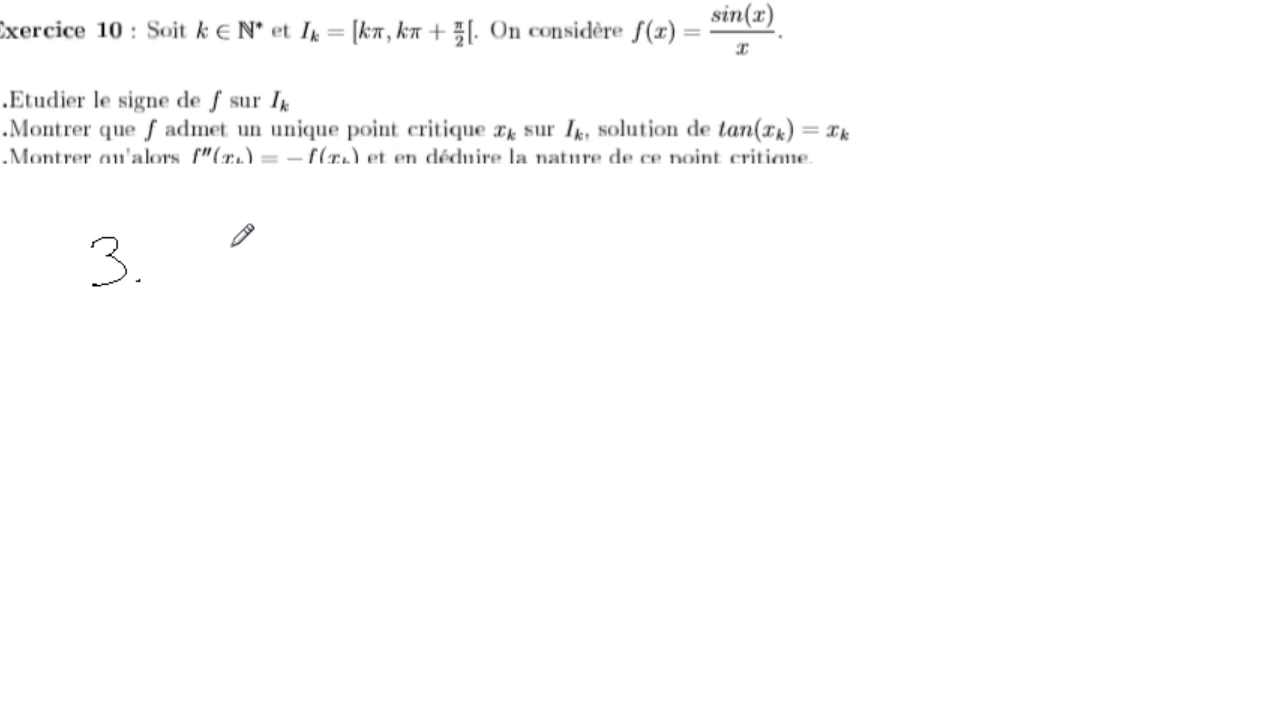 Exercice 10 : Soit k ∈ ℕ* et I_k = [kπ, kπ + π/2[. On considère f(x) = sin(x)/x.
.Etudier le signe de f sur I_k
.Montrer que f admet un unique point critique x_k sur I_k, solution de tan(x_k) = x_k
.Montrer qu'alors f''(x_k) = −f(x_k) et en déduire la nature de ce point critique.
3.